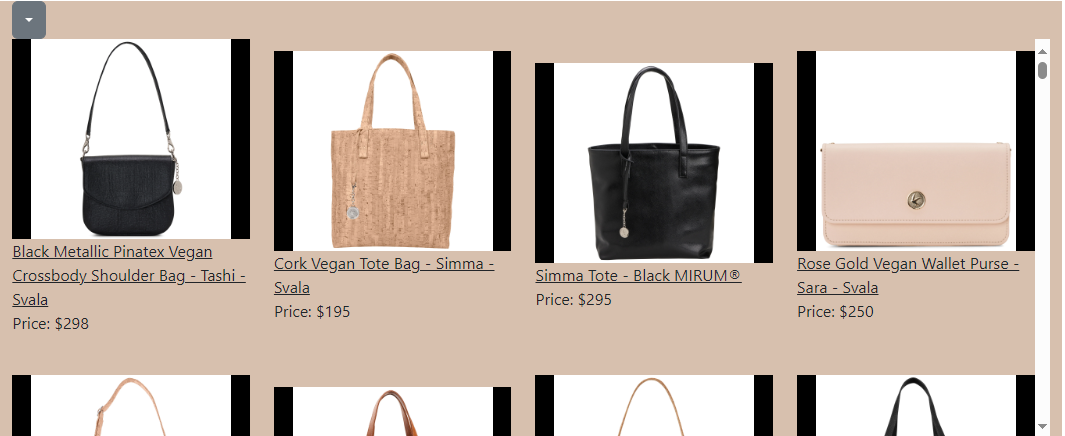 Black Metallic Pinatex Vegan
Crossbody Shoulder Bag - Tashi -
Svala
Price: $298
Cork Vegan Tote Bag - Simma -
Svala
Price: $195
Simma Tote - Black MIRUM®
Price: $295
Rose Gold Vegan Wallet Purse -
Sara - Svala
Price: $250